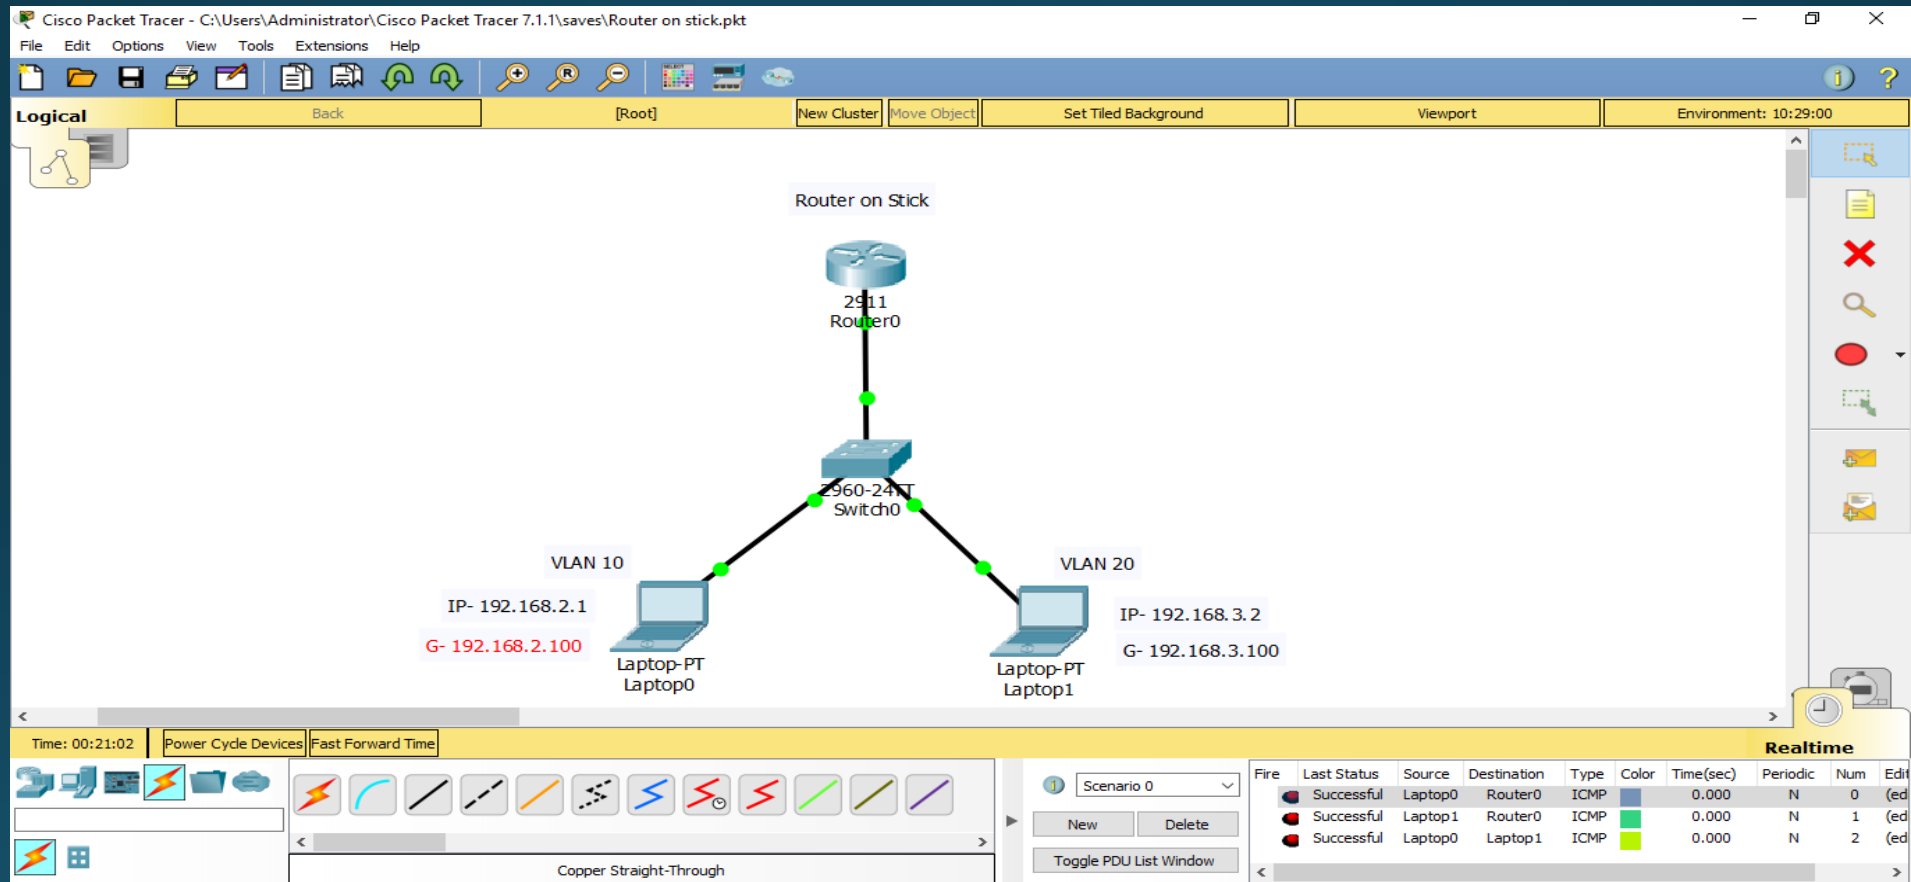 Cisco Packet Tracer - C:\Users\Administrator\Cisco Packet Tracer 7.1.1\saves\Router on stick.pkt
File Edit Options View Tools Extensions Help
Logical Back [Root] New Cluster Move Object Set Tiled Background Viewport Environment: 10:29:00
Router on Stick
2911
Router0
2960-24TT
Switch0
VLAN 10
VLAN 20
IP- 192.168.2.1
IP- 192.168.3.2
G- 192.168.2.100
G- 192.168.3.100
Laptop-PT
Laptop0
Laptop-PT
Laptop1
Time: 00:21:02 Power Cycle Devices Fast Forward Time
Realtime
Scenario 0
New Delete
Toggle PDU List Window
Copper Straight-Through
Fire Last Status Source Destination Type Color Time(sec) Periodic Num Edit
Successful Laptop0 Router0 ICMP 0.000 N 0 (ed
Successful Laptop1 Router0 ICMP 0.000 N 1 (ed
Successful Laptop0 Laptop1 ICMP 0.000 N 2 (ed